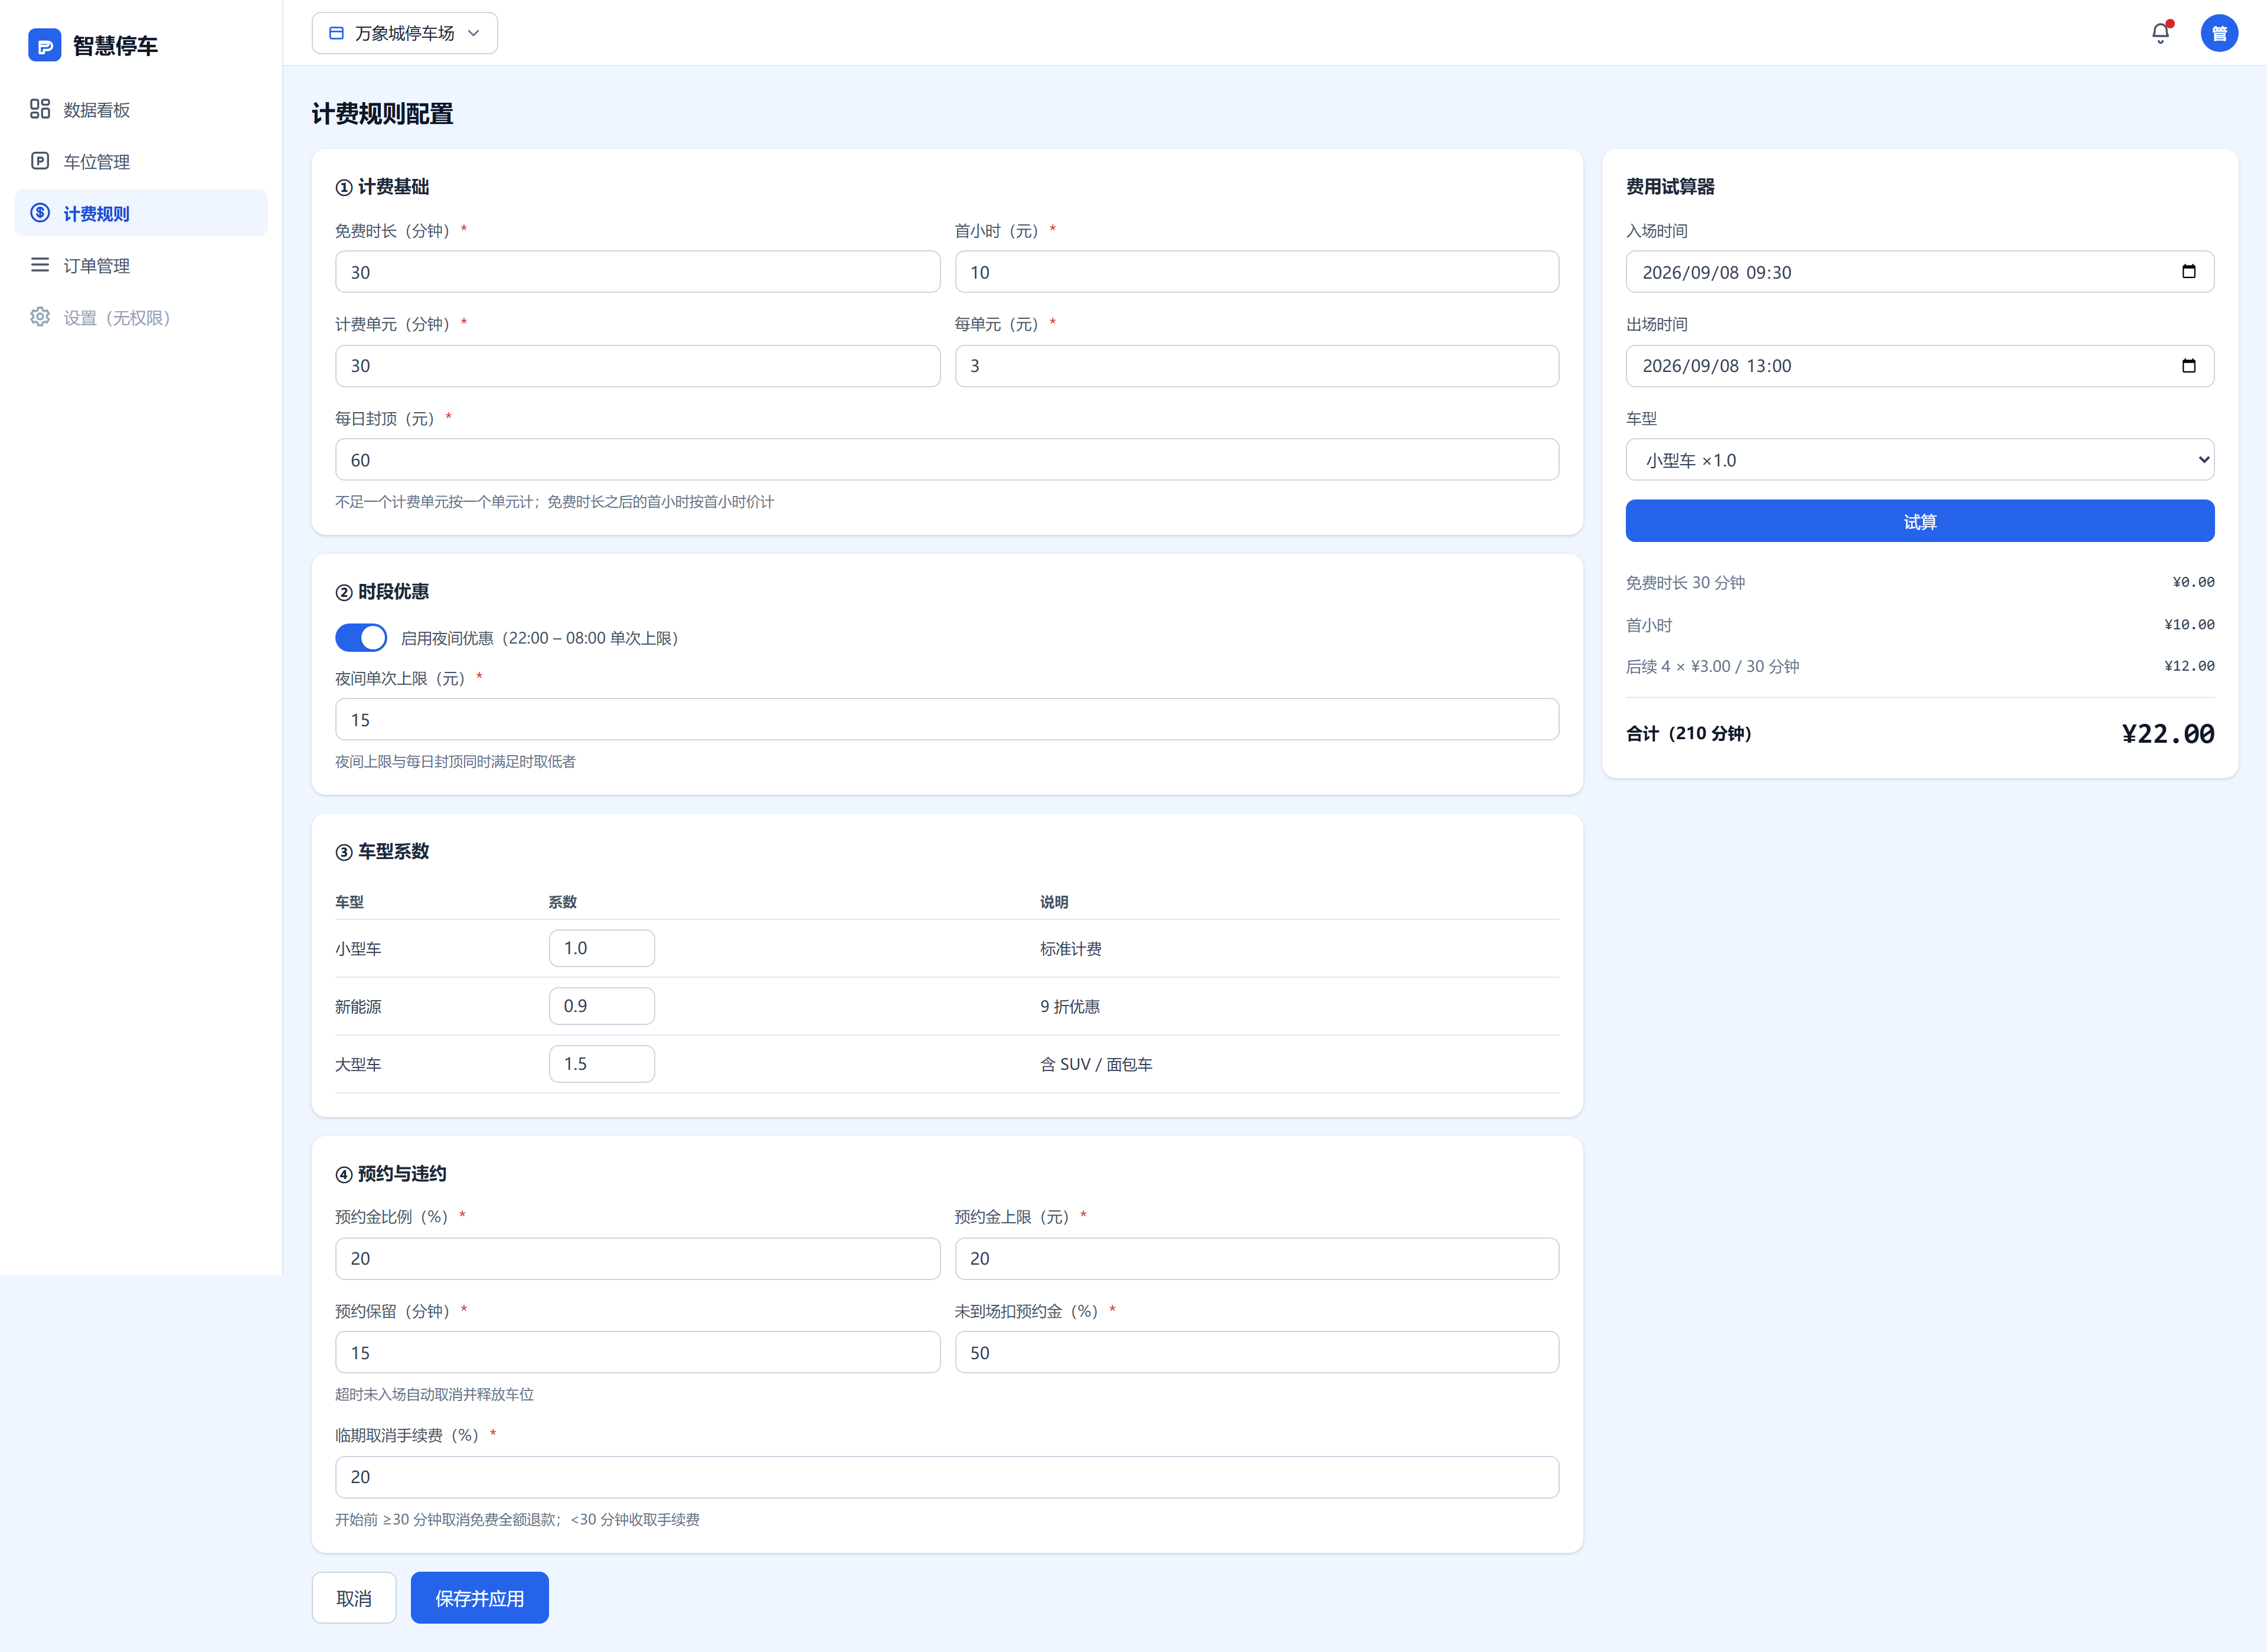 智慧停车
数据看板
车位管理
计费规则
订单管理
设置（无权限）
万象城停车场
管
计费规则配置
① 计费基础
免费时长（分钟） *
首小时（元） *
30
10
计费单元（分钟） *
每单元（元） *
30
3
每日封顶（元） *
60
不足一个计费单元按一个单元计；免费时长之后的首小时按首小时价计
② 时段优惠
启用夜间优惠（22:00 – 08:00 单次上限）
夜间单次上限（元） *
15
夜间上限与每日封顶同时满足时取低者
③ 车型系数
车型 系数 说明
小型车 1.0 标准计费
新能源 0.9 9 折优惠
大型车 1.5 含 SUV / 面包车
④ 预约与违约
预约金比例（%） *
预约金上限（元） *
20
20
预约保留（分钟） *
未到场扣预约金（%） *
15
50
超时未入场自动取消并释放车位
临期取消手续费（%） *
20
开始前 ≥30 分钟取消免费全额退款；<30 分钟收取手续费
取消
保存并应用
费用试算器
入场时间
2026/09/08 09:30
出场时间
2026/09/08 13:00
车型
小型车 ×1.0
试算
免费时长 30 分钟 ¥0.00
首小时 ¥10.00
后续 4 × ¥3.00 / 30 分钟 ¥12.00
合计（210 分钟） ¥22.00